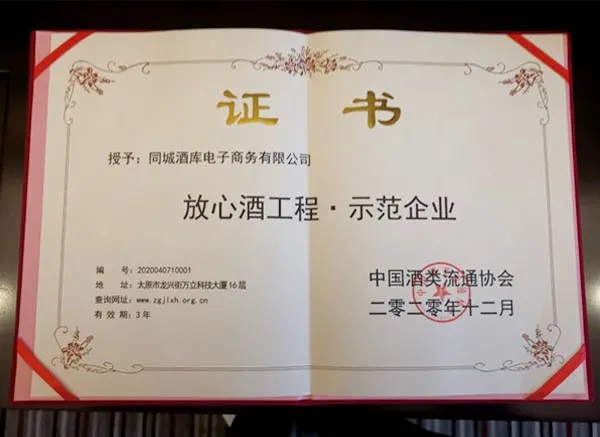 证书
授予：同城酒库电子商务有限公司
放心酒工程·示范企业
编 号：2020040710001
地 址：太原市龙兴街万立科技大厦16层
查询网址：www.zgjlxh.org.cn
有 效 期：3年
中国酒类流通协会
二零二零年十二月